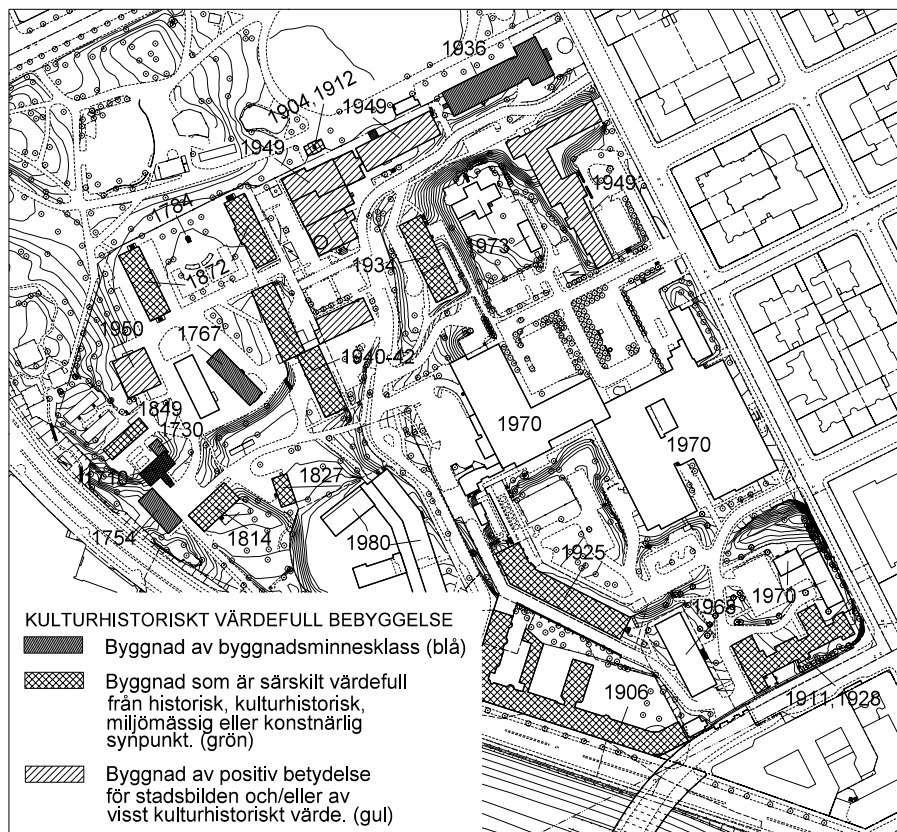 1936
1904,1912
1949
1949
1949
1784
1973
1934
1872
1960
1767
1940-42
1849
1730
1970
1970
1710
1827
1754
1814
1980
1925
1968
1970
1906
1911,1928
KULTURHISTORISKT VÄRDEFULL BEBYGGELSE
Byggnad av byggnadsminnesklass (blå)
Byggnad som är särskilt värdefull
från historisk, kulturhistorisk,
miljömässig eller konstnärlig
synpunkt. (grön)
Byggnad av positiv betydelse
för stadsbilden och/eller av
visst kulturhistoriskt värde. (gul)